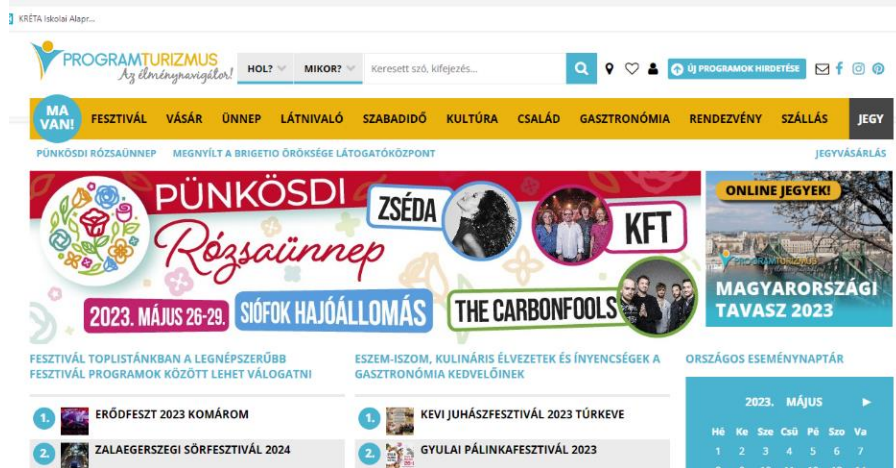 KRÉTA Iskolai Alapr...
PROGRAMTURIZMUS
Az élménynavigátor!
HOL?
MIKOR?
Keresett szó, kifejezés...
ÚJ PROGRAMOK HIRDETÉSE
MA VAN!
FESZTIVÁL VÁSÁR ÜNNEP LÁTNIVALÓ SZABADIDŐ KULTÚRA CSALÁD GASZTRONÓMIA RENDEZVÉNY SZÁLLÁS JEGY
PÜNKÖSDI RÓZSAÜNNEP MEGNYÍLT A BRIGETIO ÖRÖKSÉGE LÁTOGATÓKÖZPONT JEGYVÁSÁRLÁS
PÜNKÖSDI
Rózsaünnep
ZSÉDA
KFT
2023. MÁJUS 26-29.
SIÓFOK HAJÓÁLLOMÁS
THE CARBONFOOLS
ONLINE JEGYEK!
PROGRAMTURIZMUS
MAGYARORSZÁGI
TAVASZ 2023
FESZTIVÁL TOPLISTÁNKBAN A LEGNÉPSZERŰBB
FESZTIVÁL PROGRAMOK KÖZÖTT LEHET VÁLOGATNI
1. ERŐDFESZT 2023 KOMÁROM
2. ZALAEGERSZEGI SÖRFESZTIVÁL 2024
ESZEM-ISZOM, KULINÁRIS ÉLVEZETEK ÉS ÍNYENCSÉGEK A
GASZTRONÓMIA KEDVELŐINEK
1. KEVI JUHÁSZFESZTIVÁL 2023 TÚRKEVE
2. GYULAI PÁLINKAFESZTIVÁL 2023
ORSZÁGOS ESEMÉNYNAPTÁR
2023. MÁJUS
Hé Ke Sze Csü Pé Szo Va
1 2 3 4 5 6 7